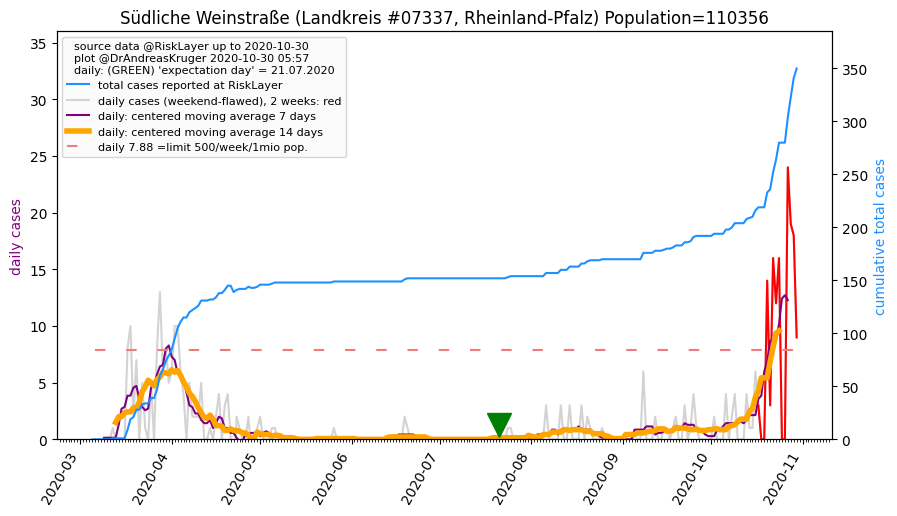 Südliche Weinstraße (Landkreis #07337, Rheinland-Pfalz) Population=110356
source data @RiskLayer up to 2020-10-30
plot @DrAndreasKruger 2020-10-30 05:57
daily: (GREEN) 'expectation day' = 21.07.2020
total cases reported at RiskLayer
daily cases (weekend-flawed), 2 weeks: red
daily: centered moving average 7 days
daily: centered moving average 14 days
daily 7.88 =limit 500/week/1mio pop.
daily cases
35
30
25
20
15
10
5
0
cumulative total cases
350
300
250
200
150
100
50
0
2020-03
2020-04
2020-05
2020-06
2020-07
2020-08
2020-09
2020-10
2020-11